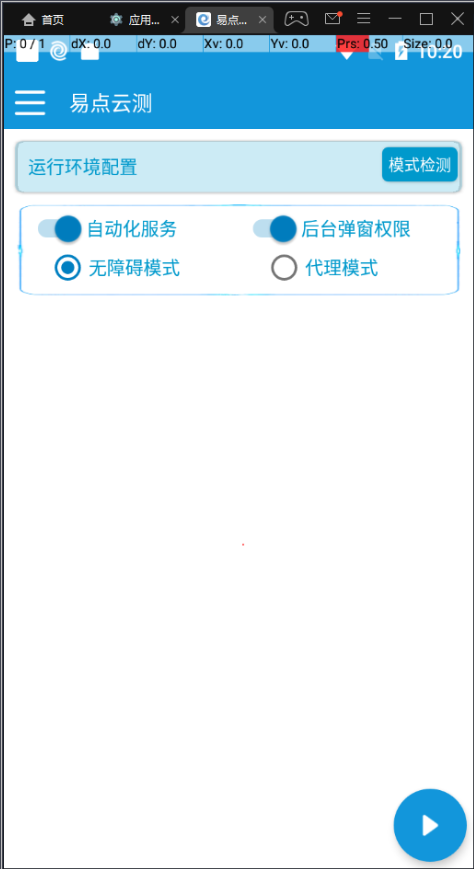 首页 应用... 易点...
P: 0 / 1 dX: 0.0 dY: 0.0 Xv: 0.0 Yv: 0.0 Prs: 0.50 Size: 0.0
10:20
易点云测
运行环境配置 模式检测
自动化服务 后台弹窗权限
无障碍模式 代理模式